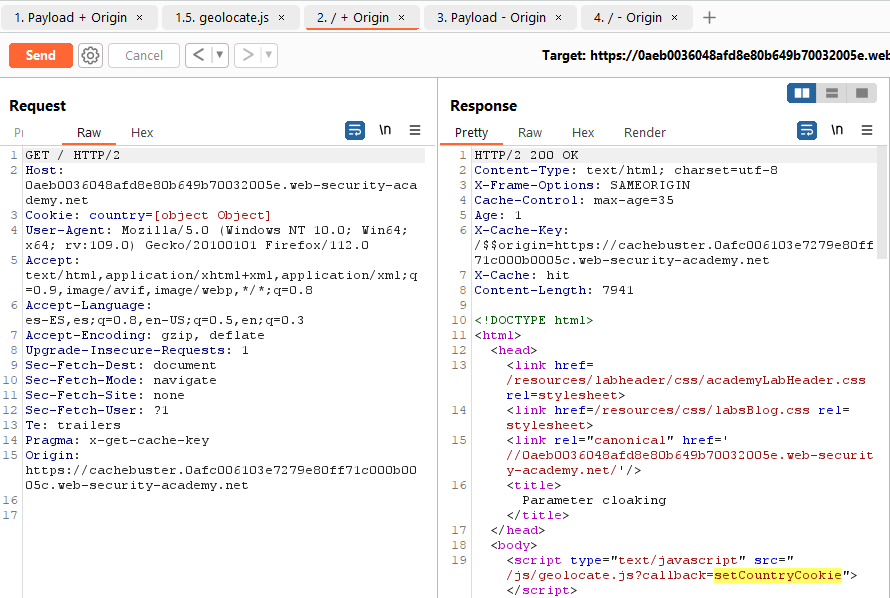 1. Payload + Origin × 1.5. geolocate.js × 2. / + Origin × 3. Payload - Origin × 4. / - Origin × +
Send Cancel < > Target: https://0aeb0036048afd8e80b649b70032005e.web
Request
Raw Hex \n
1 GET / HTTP/2
2 Host:
0aeb0036048afd8e80b649b70032005e.web-security-aca
demy.net
3 Cookie: country=[object Object]
4 User-Agent: Mozilla/5.0 (Windows NT 10.0; Win64;
x64; rv:109.0) Gecko/20100101 Firefox/112.0
5 Accept:
text/html,application/xhtml+xml,application/xml;q
=0.9,image/avif,image/webp,*/*;q=0.8
6 Accept-Language:
es-ES,es;q=0.8,en-US;q=0.5,en;q=0.3
7 Accept-Encoding: gzip, deflate
8 Upgrade-Insecure-Requests: 1
9 Sec-Fetch-Dest: document
10 Sec-Fetch-Mode: navigate
11 Sec-Fetch-Site: none
12 Sec-Fetch-User: ?1
13 Te: trailers
14 Pragma: x-get-cache-key
15 Origin:
https://cachebuster.0afc006103e7279e80ff71c000b00
05c.web-security-academy.net
16
17
Response
Pretty Raw Hex Render \n
1 HTTP/2 200 OK
2 Content-Type: text/html; charset=utf-8
3 X-Frame-Options: SAMEORIGIN
4 Cache-Control: max-age=35
5 Age: 1
6 X-Cache-Key:
/$$origin=https://cachebuster.0afc006103e7279e80ff
71c000b0005c.web-security-academy.net
7 X-Cache: hit
8 Content-Length: 7941
9
10 <!DOCTYPE html>
11 <html>
12 <head>
13 <link href=
/resources/labheader/css/academyLabHeader.css
rel=stylesheet>
14 <link href=/resources/css/labsBlog.css rel=
stylesheet>
15 <link rel="canonical" href='
//0aeb0036048afd8e80b649b70032005e.web-securit
y-academy.net/'/>
16 <title>
Parameter cloaking
</title>
17 </head>
18 <body>
19 <script type="text/javascript" src="
/js/geolocate.js?callback=setCountryCookie">
</script>